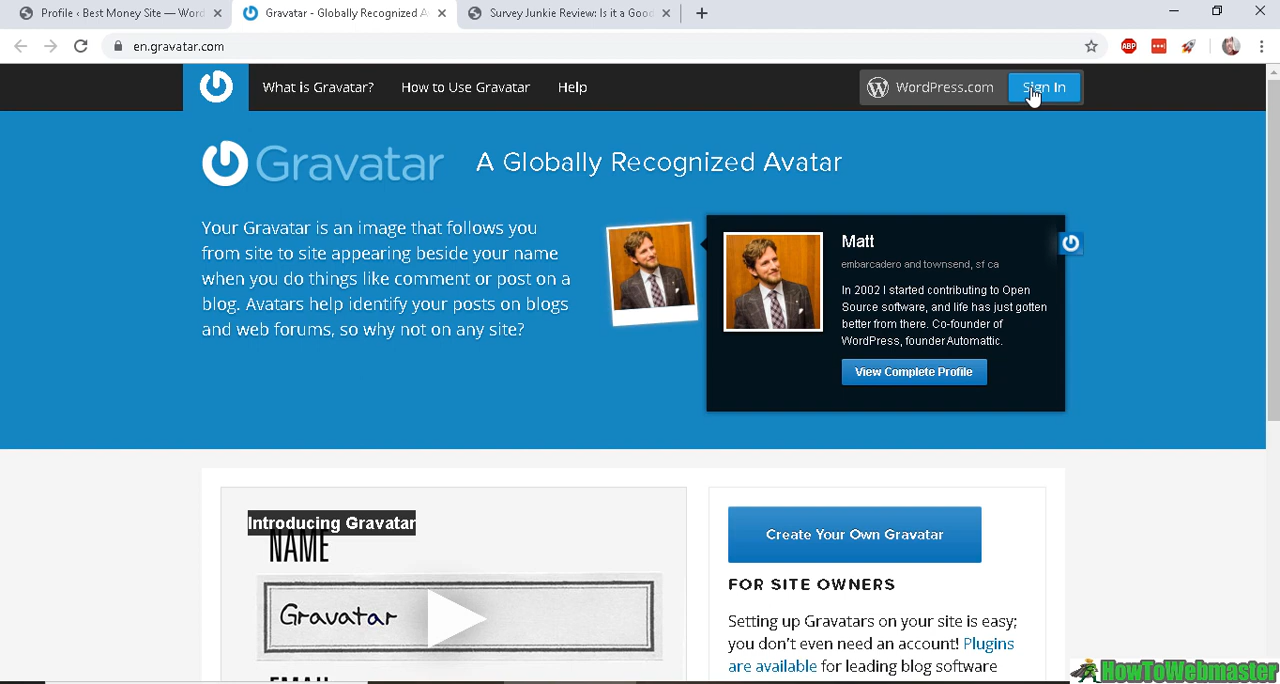 Profile ‹ Best Money Site — Word
Gravatar - Globally Recognized A
Survey Junkie Review: Is it a Good
en.gravatar.com
ABP
What is Gravatar?
How to Use Gravatar
Help
WordPress.com
Sign In
Gravatar
A Globally Recognized Avatar
Your Gravatar is an image that follows you
from site to site appearing beside your name
when you do things like comment or post on a
blog. Avatars help identify your posts on blogs
and web forums, so why not on any site?
Matt
embarcadero and townsend, sf ca
In 2002 I started contributing to Open
Source software, and life has just gotten
better from there. Co-founder of
WordPress, founder Automattic.
View Complete Profile
Introducing Gravatar
NAME
Gravatar
Create Your Own Gravatar
FOR SITE OWNERS
Setting up Gravatars on your site is easy;
you don't even need an account! Plugins
are available for leading blog software
HowToWebmaster